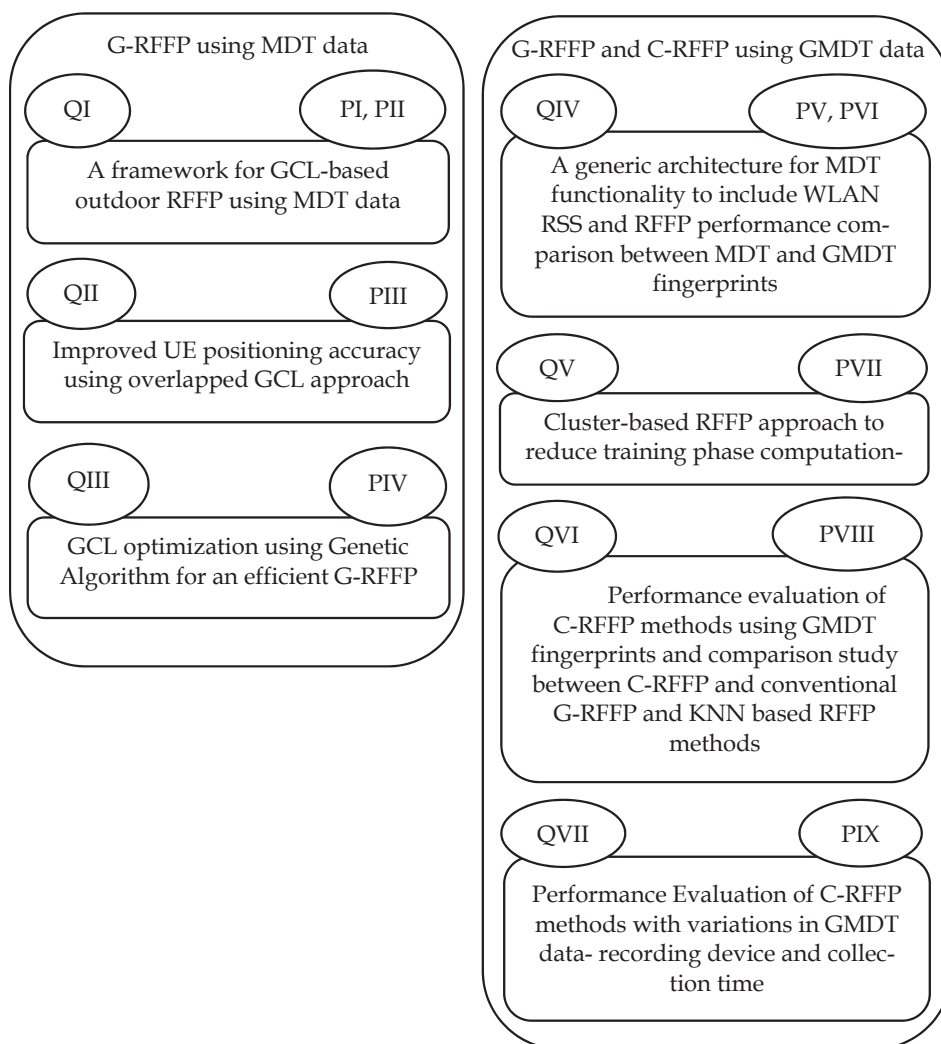 G-RFFP using MDT data
QI
PI, PII
A framework for GCL-based
outdoor RFFP using MDT data
QII
PIII
Improved UE positioning accuracy
using overlapped GCL approach
QIII
PIV
GCL optimization using Genetic
Algorithm for an efficient G-RFFP
G-RFFP and C-RFFP using GMDT data
QIV
PV, PVI
A generic architecture for MDT
functionality to include WLAN
RSS and RFFP performance com-
parison between MDT and GMDT
fingerprints
QV
PVII
Cluster-based RFFP approach to
reduce training phase computation-
QVI
PVIII
Performance evaluation of
C-RFFP methods using GMDT
fingerprints and comparison study
between C-RFFP and conventional
G-RFFP and KNN based RFFP
methods
QVII
PIX
Performance Evaluation of C-RFFP
methods with variations in GMDT
data- recording device and collec-
tion time